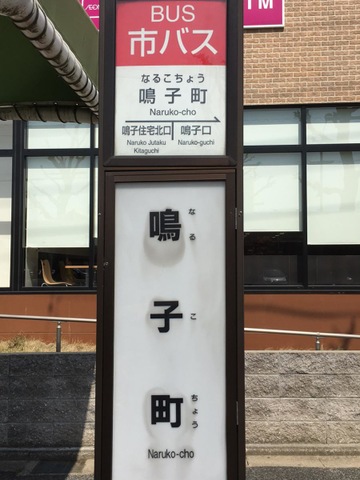 BUS
市バス
なるこちょう
鳴子町
Naruko-cho
鳴子住宅北口 鳴子口
Naruko Jutaku Kitaguchi Naruko-guchi
鳴子町
なるこちょう
Naruko-cho
TM